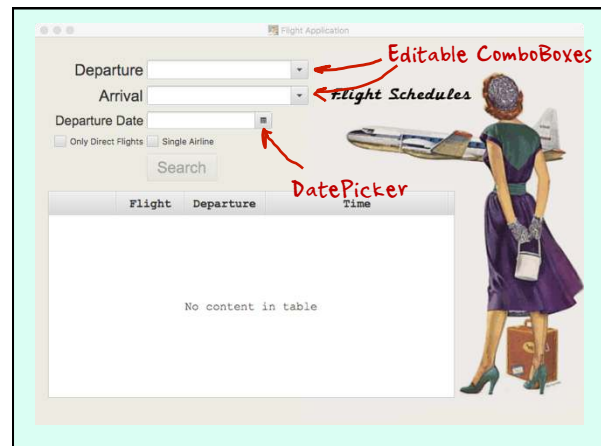 Flight Application
Editable ComboBoxes
Departure
Arrival
Flight Schedules
Departure Date
Only Direct Flights Single Airline
Search
DatePicker
Flight Departure Time
No content in table